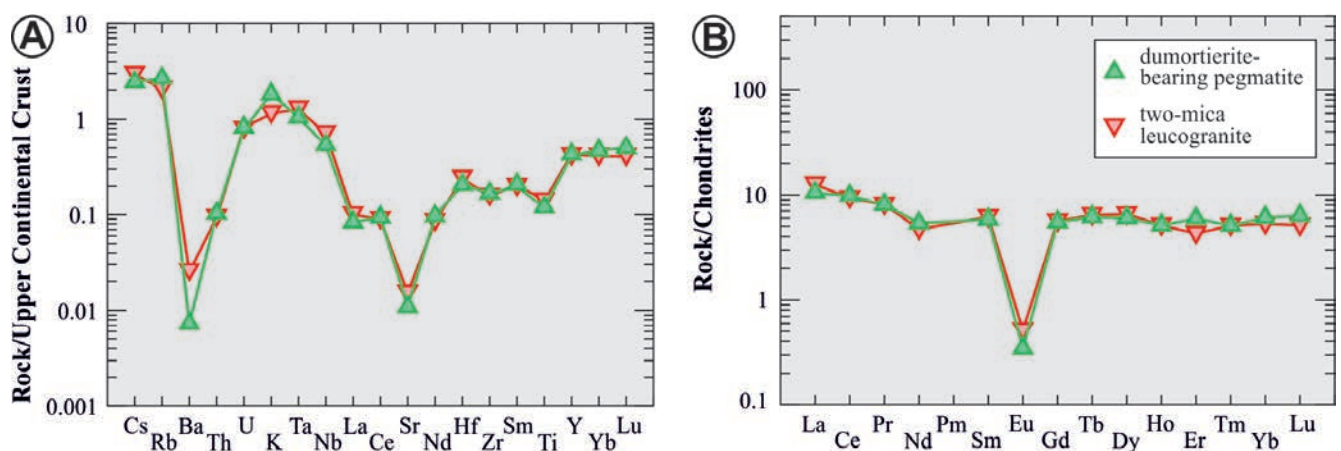 A
Rock/Upper Continental Crust
10
1
0.1
0.01
0.001
Cs Rb Ba Th U K Ta Nb La Ce Sr Nd Hf Zr Sm Ti Y Yb Lu
B
Rock/Chondrites
100
10
1
0.1
La Ce Pr Nd Pm Sm Eu Gd Tb Dy Ho Er Tm Yb Lu
dumortierite-
bearing pegmatite
two-mica
leucogranite